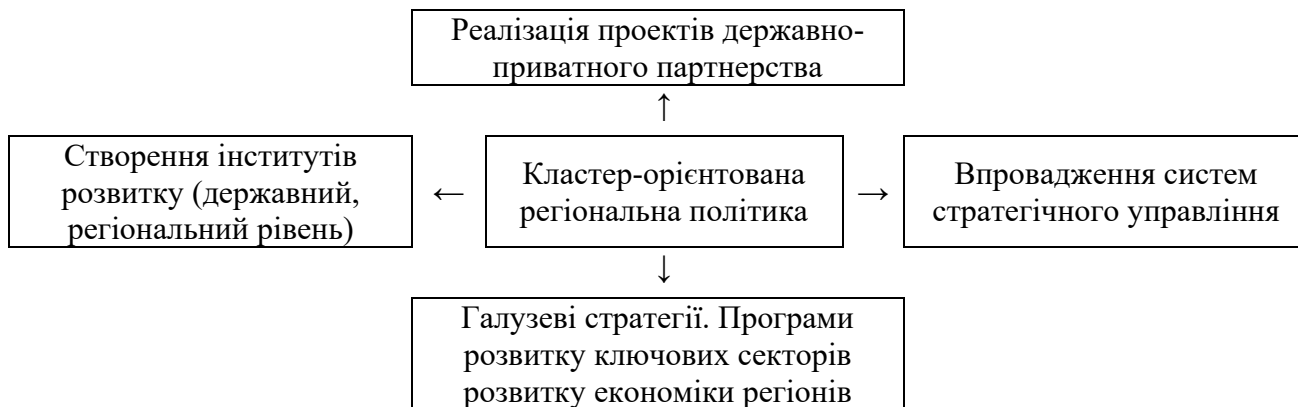 Реалізація проектів державно-
приватного партнерства
↑
Створення інститутів
розвитку (державний,
регіональний рівень)
←
Кластер-орієнтована
регіональна політика
→
Впровадження систем
стратегічного управління
↓
Галузеві стратегії. Програми
розвитку ключових секторів
розвитку економіки регіонів